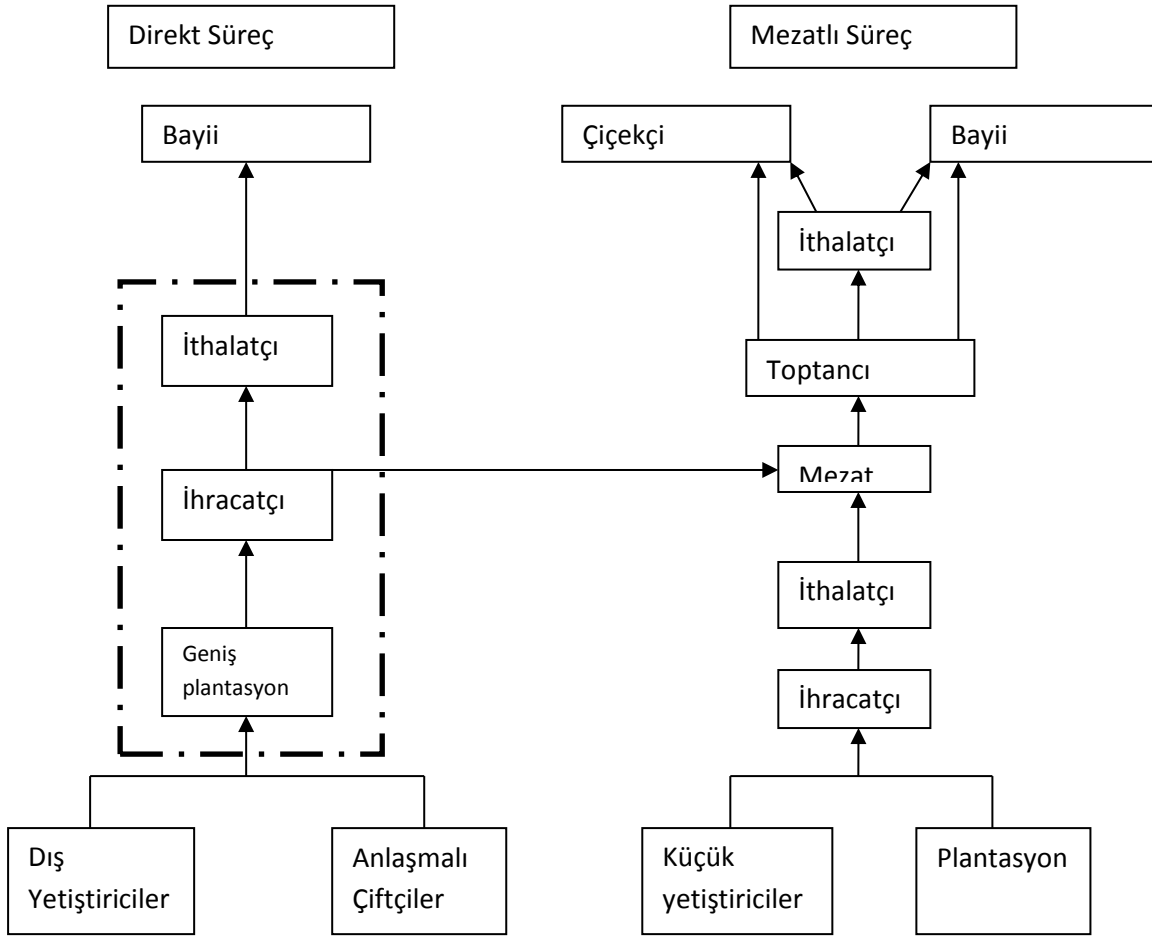 Direkt Süreç
Mezatlı Süreç
Bayii
Çiçekçi
Bayii
İthalatçı
İthalatçı
Toptancı
İhracatçı
Mezat
İthalatçı
Geniş
plantasyon
İhracatçı
Dış
Yetiştiriciler
Anlaşmalı
Çiftçiler
Küçük
yetiştiriciler
Plantasyon